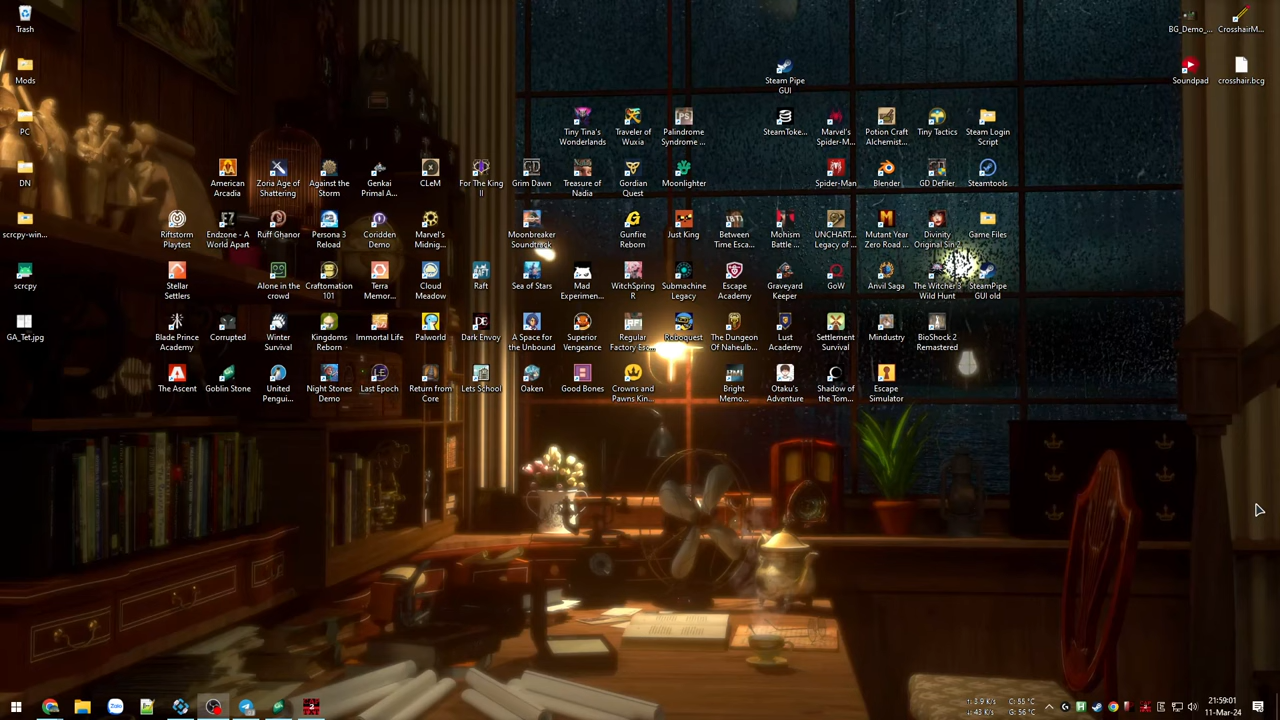 Trash
BG_Demo_...
CrosshairM...
Mods
Steam Pipe
GUI
Soundpad
crosshair.bcg
PC
Tiny Tina's
Wonderlands
Traveler of
Wuxia
Palindrome
Syndrome ...
SteamToke...
Marvel's
Spider-M...
Potion Craft
Alchemist...
Tiny Tactics
Steam Login
Script
DN
American
Arcadia
Zoria Age of
Shattering
Against the
Storm
Genkai
Primal A...
CLeM
For The King
II
Grim Dawn
Treasure of
Nadia
Gordian
Quest
Moonlighter
Spider-Man
Blender
GD Defiler
Steamtools
scrcpy-win...
Riftstorm
Playtest
Endzone - A
World Apart
Ruff Ghanor
Persona 3
Reload
Coridden
Demo
Marvel's
Midnig...
Moonbreaker
Soundtrack
Gunfire
Reborn
Just King
Between
Time Esca...
Mohism
Battle ...
UNCHART...
Legacy of ...
Mutant Year
Zero Road ...
Divinity
Original Sin 2
Game Files
scrcpy
Stellar
Settlers
Alone in the
crowd
Craftomation
101
Terra
Memor...
Cloud
Meadow
Raft
Sea of Stars
Mad
Experimen...
WitchSpring
R
Submachine
Legacy
Escape
Academy
Graveyard
Keeper
GoW
Anvil Saga
The Witcher 3
Wild Hunt
SteamPipe
GUI old
GA_Tet.jpg
Blade Prince
Academy
Corrupted
Winter
Survival
Kingdoms
Reborn
Immortal Life
Palworld
Dark Envoy
A Space for
the Unbound
Superior
Vengeance
Regular
Factory Esc...
Roboquest
The Dungeon
Of Naheulb...
Lust
Academy
Settlement
Survival
Mindustry
BioShock 2
Remastered
The Ascent
Goblin Stone
United
Pengui...
Night Stones
Demo
Last Epoch
Return from
Core
Lets School
Oaken
Good Bones
Crowns and
Pawns Kin...
Bright
Memo...
Otaku's
Adventure
Shadow of
the Tom...
Escape
Simulator
Zalo
C: 55 °C
G: 56 °C
21:59:01
11-Mar-24